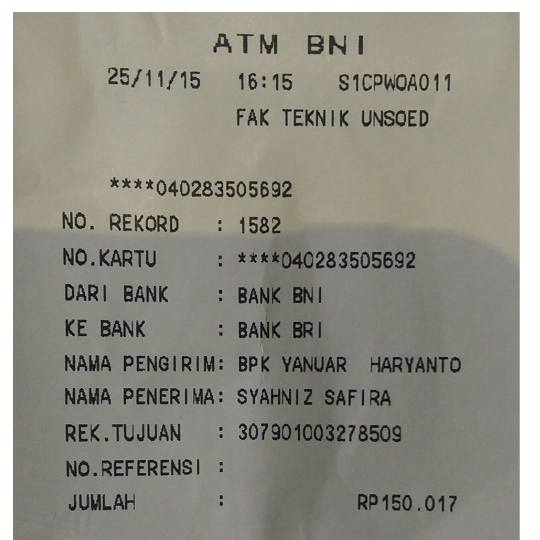 ATM BNI
25/11/15 16:15 S1CPWOA011
FAK TEKNIK UNSOED
****040283505692
NO. REKORD : 1582
NO.KARTU : ****040283505692
DARI BANK : BANK BNI
KE BANK : BANK BRI
NAMA PENGIRIM: BPK YANUAR HARYANTO
NAMA PENERIMA: SYAHNIZ SAFIRA
REK.TUJUAN : 307901003278509
NO.REFERENSI :
JUMLAH : RP150.017